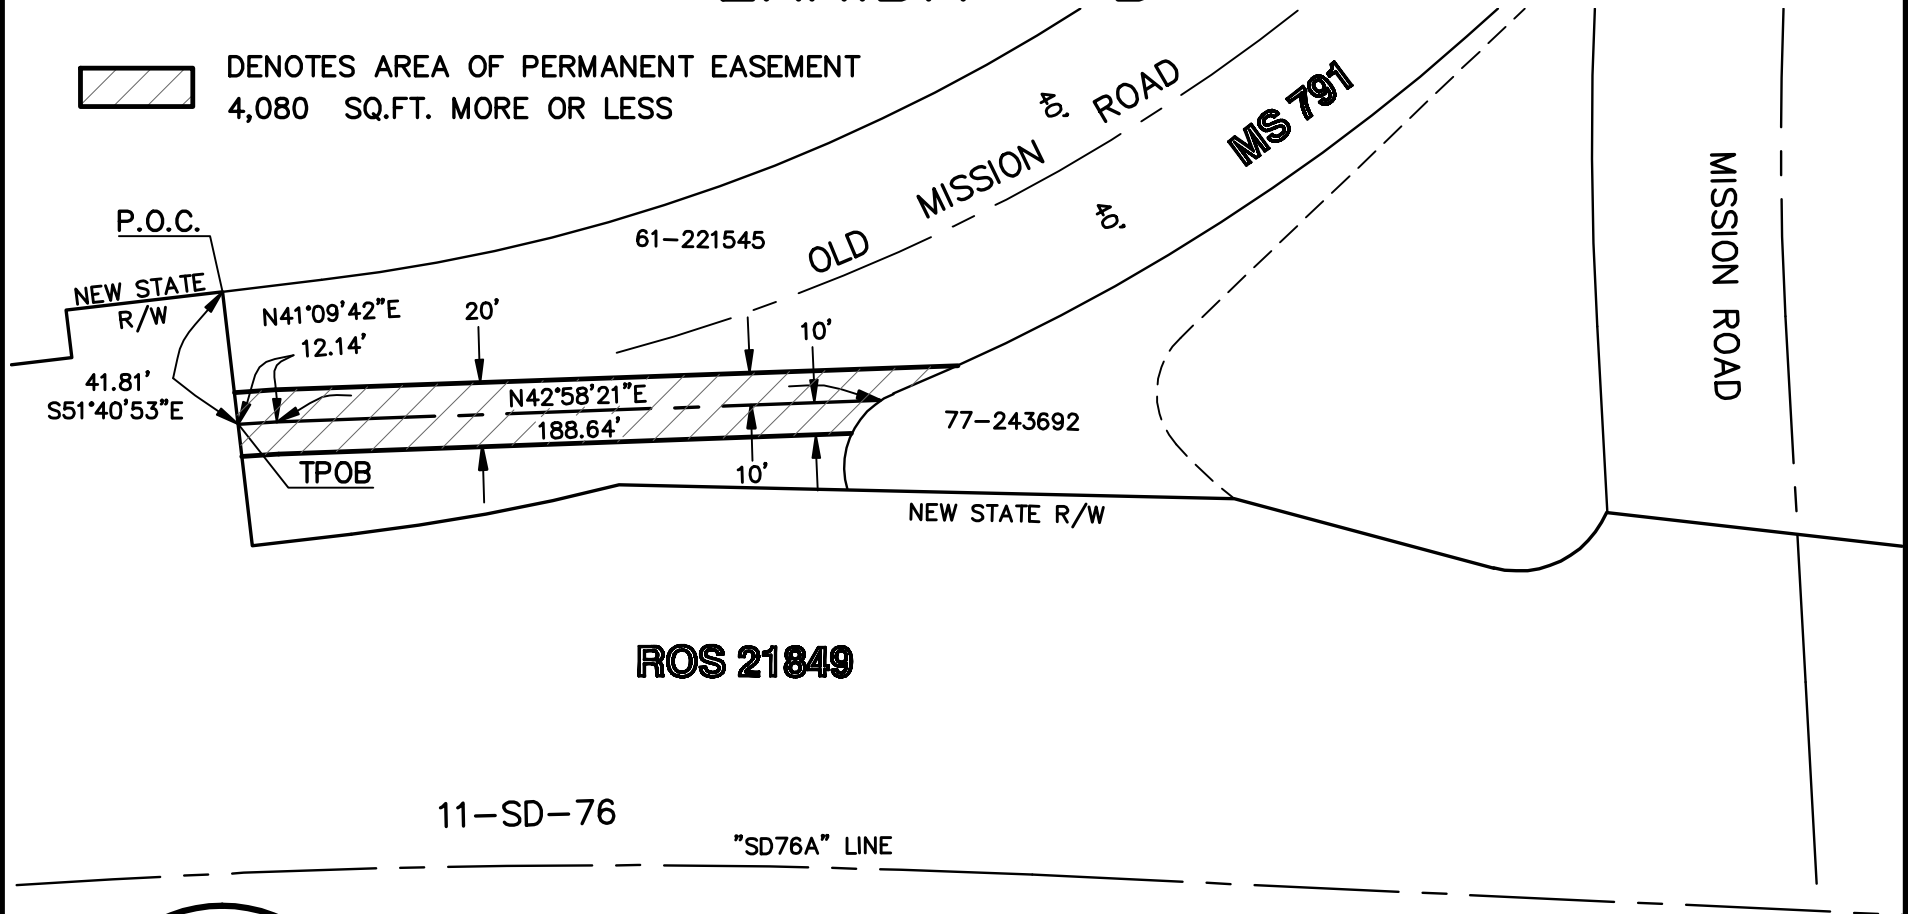 DENOTES AREA OF PERMANENT EASEMENT
4,080 SQ.FT. MORE OR LESS
40'
OLD MISSION ROAD
MS 791
40'
MISSION ROAD
P.O.C.
61-221545
NEW STATE
R/W
N41°09'42"E
12.14'
20'
10'
41.81'
S51°40'53"E
N42°58'21"E
188.64'
77-243692
TPOB
10'
NEW STATE R/W
ROS 21849
11-SD-76
"SD76A" LINE